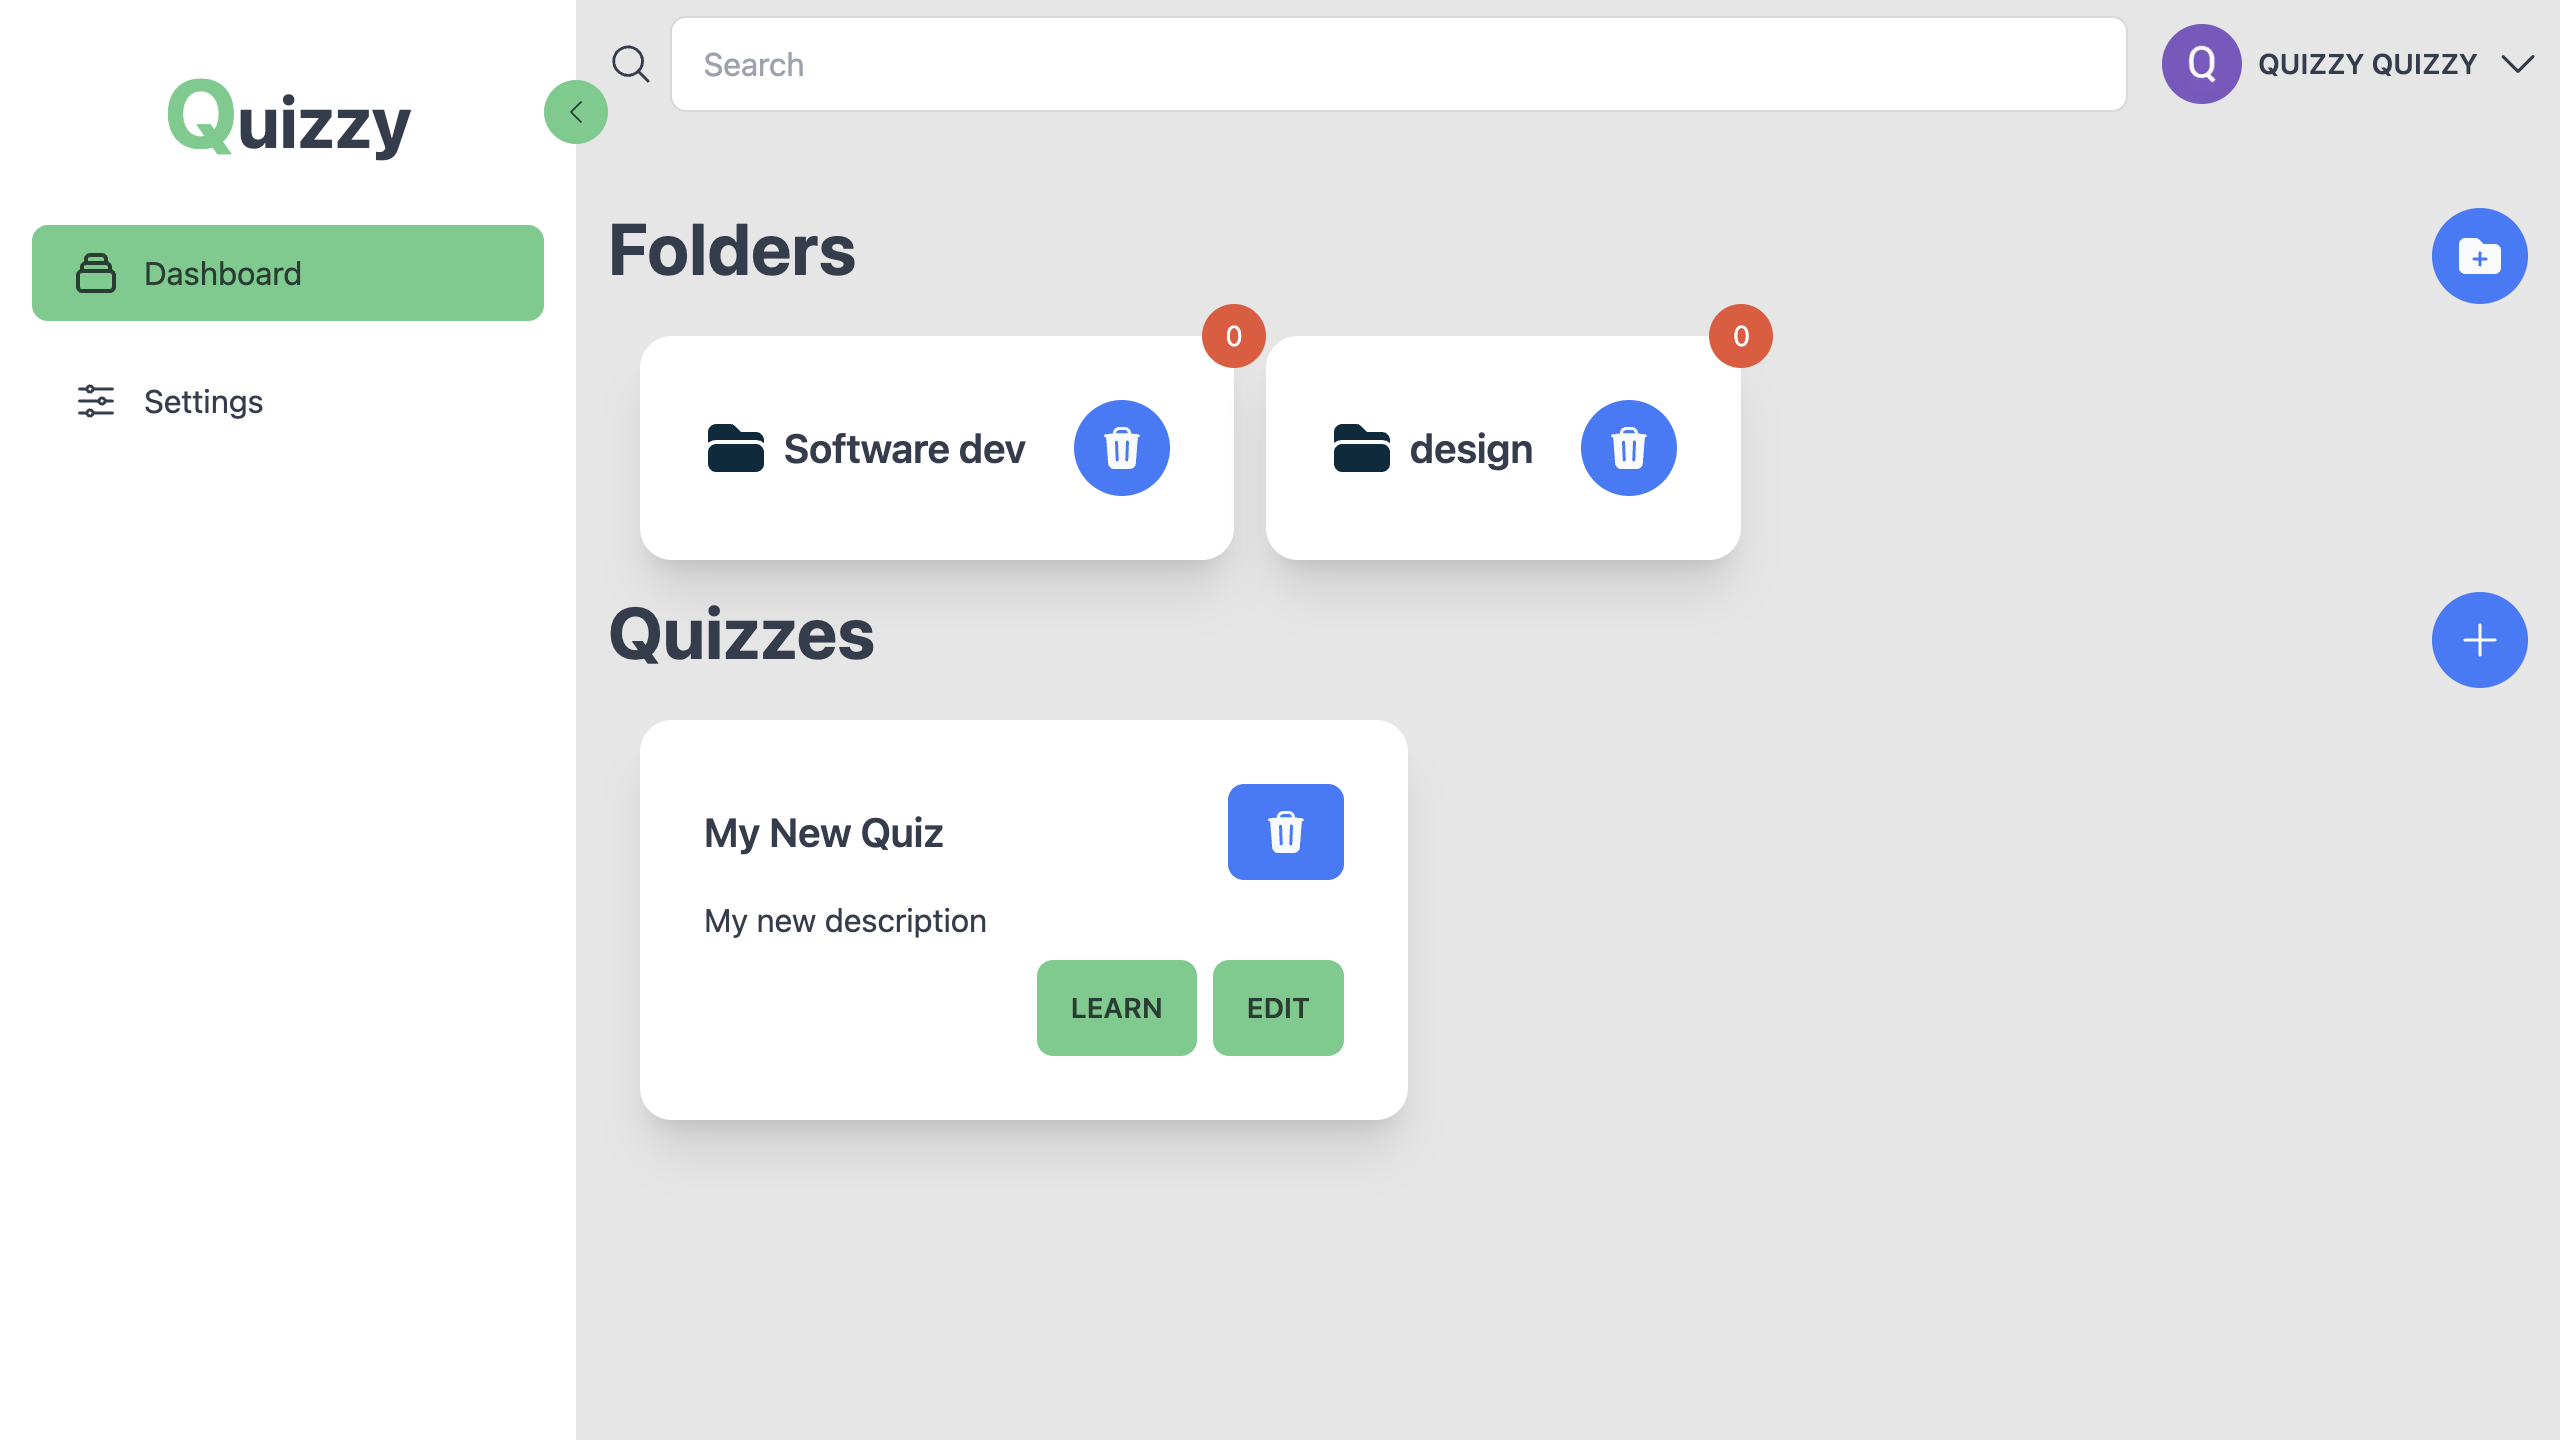 Quizzy
Search
Q
QUIZZY QUIZZY
Dashboard
Settings
Folders
0
0
Software dev
design
Quizzes
My New Quiz
My new description
LEARN
EDIT